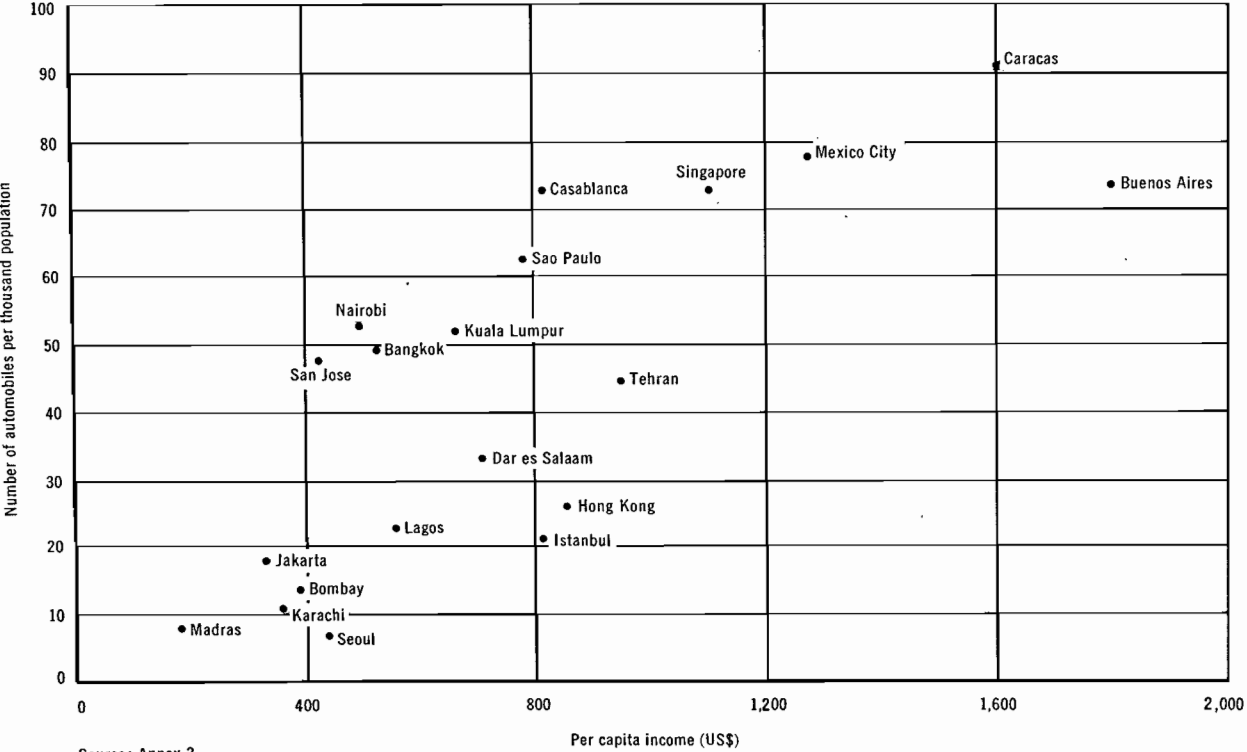 100
Caracas
90
80
Mexico City
Singapore
Buenos Aires
Casablanca
70
Sao Paulo
60
Nairobi
Kuala Lumpur
50
Bangkok
San Jose
Tehran
40
Dar es Salaam
30
Hong Kong
Lagos
Istanbul
20
Jakarta
Bombay
10
Karachi
Madras
Seoul
0
0 400 800 1,200 1,600 2,000
Number of automobiles per thousand population
Per capita income (US$)